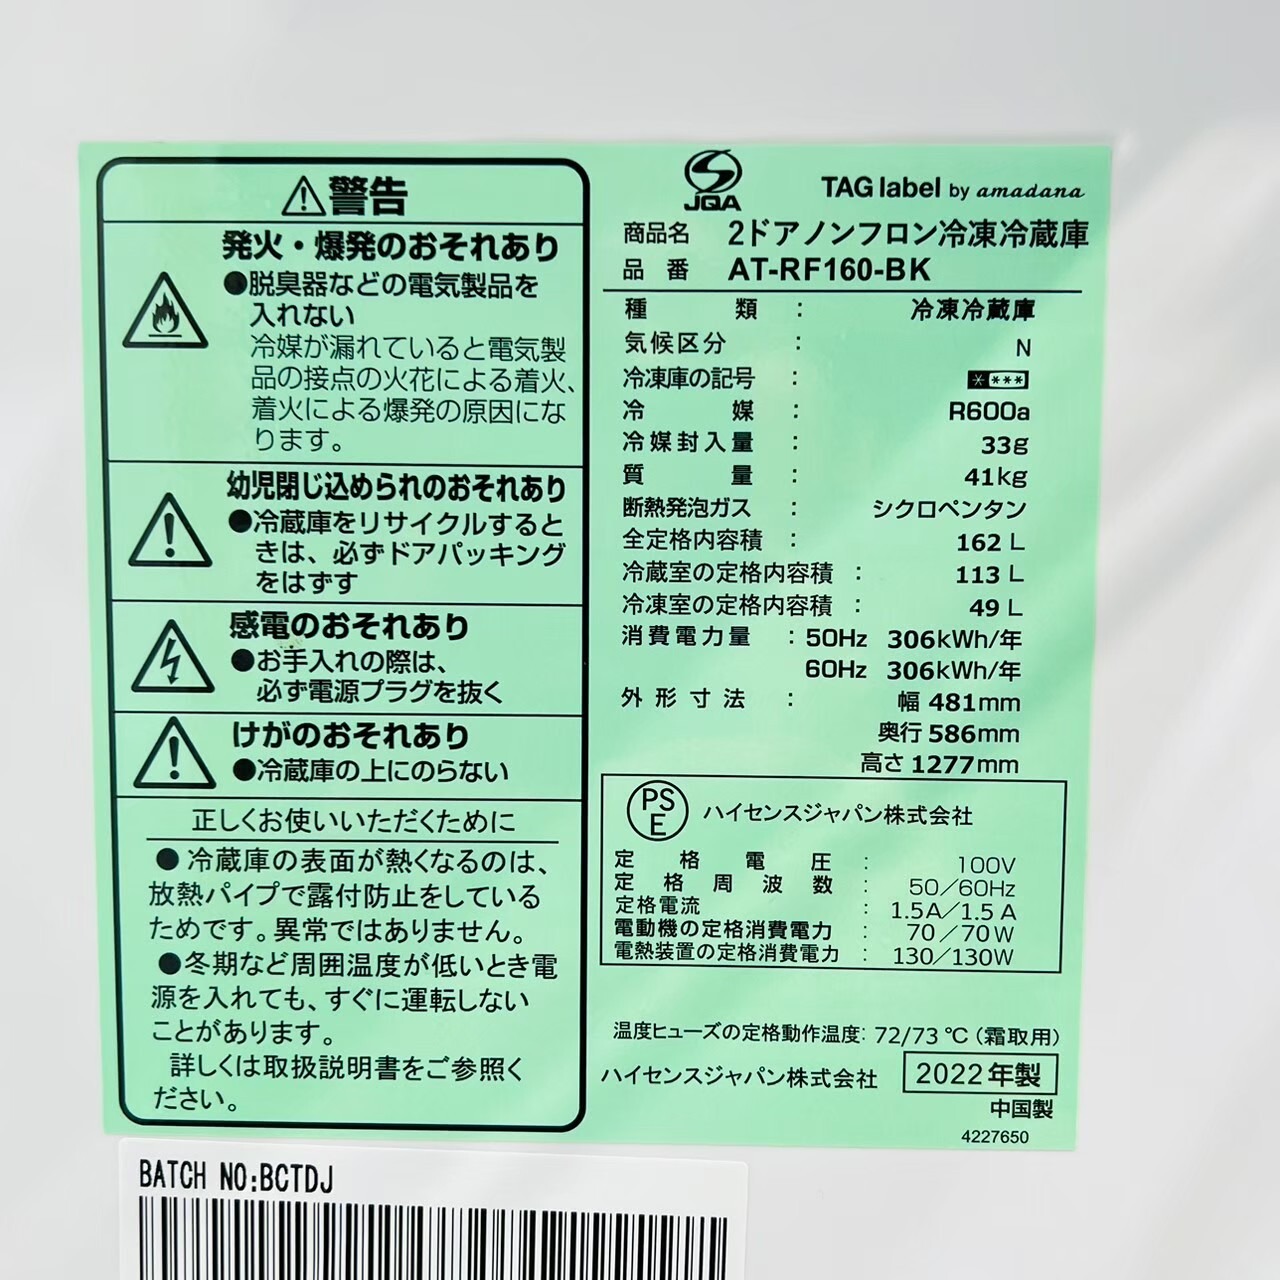 警告
発火・爆発のおそれあり
●脱臭器などの電気製品を
入れない
冷媒が漏れていると電気製
品の接点の火花による着火、
着火による爆発の原因にな
ります。
幼児閉じ込められのおそれあり
●冷蔵庫をリサイクルすると
きは、必ずドアパッキング
をはずす
感電のおそれあり
●お手入れの際は、
必ず電源プラグを抜く
けがのおそれあり
●冷蔵庫の上にのらない
正しくお使いいただくために
●冷蔵庫の表面が熱くなるのは、
放熱パイプで露付防止をしている
ためです。異常ではありません。
●冬期など周囲温度が低いとき電
源を入れても、すぐに運転しない
ことがあります。
詳しくは取扱説明書をご参照く
ださい。
JQA
TAG label by amadana
商品名 2ドアノンフロン冷凍冷蔵庫
品番 AT-RF160-BK
種類 : 冷凍冷蔵庫
気候区分 : N
冷凍庫の記号 : ****
冷媒 : R600a
冷媒封入量 : 33g
質量 : 41kg
断熱発泡ガス : シクロペンタン
全定格内容積 : 162 L
冷蔵室の定格内容積 : 113 L
冷凍室の定格内容積 : 49 L
消費電力量 : 50Hz 306kWh/年
60Hz 306kWh/年
外形寸法 : 幅 481mm
奥行 586mm
高さ 1277mm
PSE ハイセンスジャパン株式会社
定格電圧 : 100V
定格周波数 : 50/60Hz
定格電流 : 1.5A/1.5A
電動機の定格消費電力 : 70/70W
電熱装置の定格消費電力 : 130/130W
温度ヒューズの定格動作温度: 72/73℃(霜取用)
ハイセンスジャパン株式会社 2022年製
中国製
4227650
BATCH NO:BCTDJ